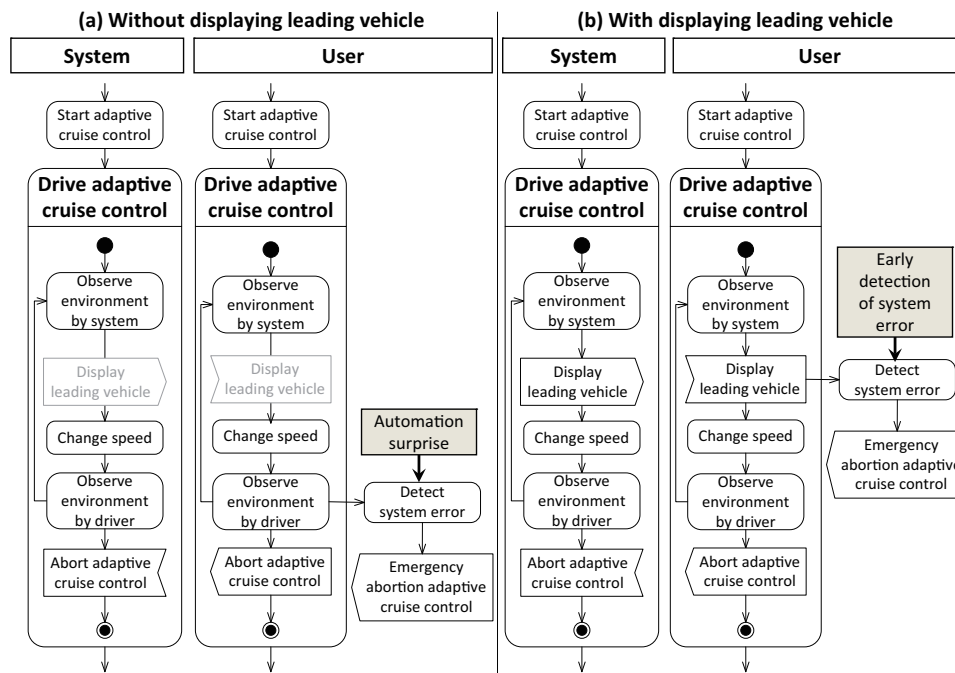 (a) Without displaying leading vehicle
System
User
Start adaptive
cruise control
Start adaptive
cruise control
Drive adaptive
cruise control
Drive adaptive
cruise control
Observe
environment
by system
Observe
environment
by system
Display
leading vehicle
Display
leading vehicle
Change speed
Change speed
Automation
surprise
Observe
environment
by driver
Observe
environment
by driver
Detect
system error
Abort adaptive
cruise control
Abort adaptive
cruise control
Emergency
abortion adaptive
cruise control
(b) With displaying leading vehicle
System
User
Start adaptive
cruise control
Start adaptive
cruise control
Drive adaptive
cruise control
Drive adaptive
cruise control
Observe
environment
by system
Observe
environment
by system
Early
detection
of system
error
Display
leading vehicle
Display
leading vehicle
Detect
system error
Change speed
Change speed
Emergency
abortion adaptive
cruise control
Observe
environment
by driver
Observe
environment
by driver
Abort adaptive
cruise control
Abort adaptive
cruise control